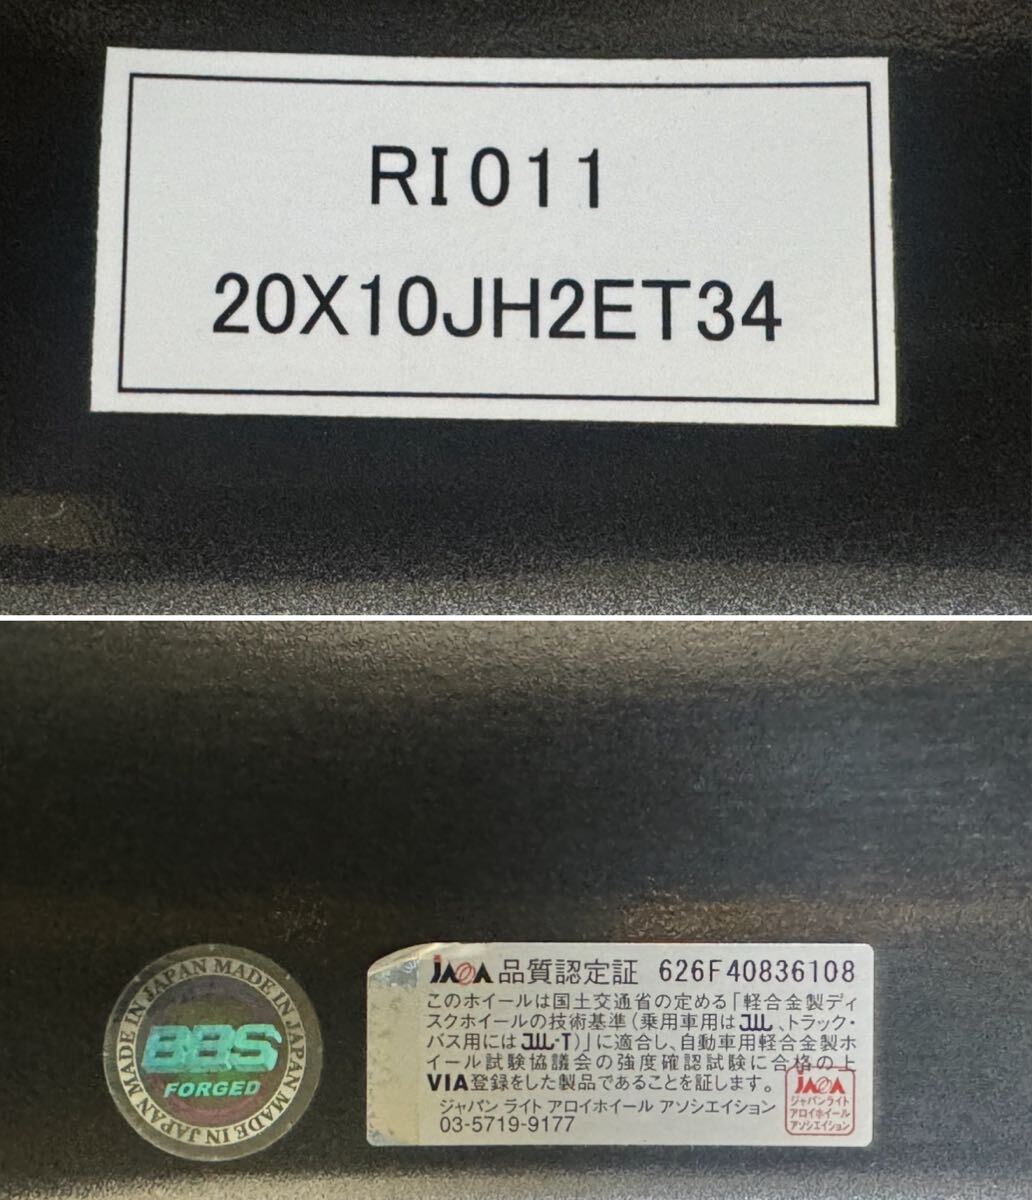 RI011
20X10JH2ET34
MADE IN JAPAN MADE IN JAPAN MADE IN JAPAN MADE IN JAPAN
BBS
FORGED
JAWA 品質認定証 626F40836108
このホイールは国土交通省の定める「軽合金製ディ
スクホイールの技術基準(乗用車用はJWL、トラック・
バス用にはJWL-T)」に適合し、自動車用軽合金製ホ
イール試験協議会の強度確認試験に合格の上
VIA登録をした製品であることを証します。
ジャパン ライト アロイホイール アソシエイション
03-5719-9177
JAWA
ジャパンライト
アロイホイール
アソシエイション